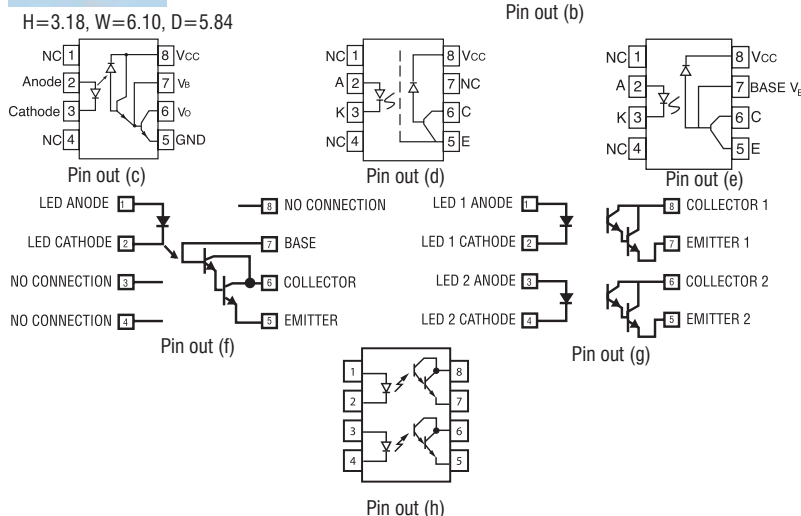 Pin out (b)
H=3.18, W=6.10, D=5.84
NC 1 8 Vcc
Anode 2 7 VB
Cathode 3 6 Vo
NC 4 5 GND
Pin out (c)
NC 1 8 Vcc
A 2 7 NC
K 3 6 C
NC 4 5 E
Pin out (d)
NC 1 8 Vcc
A 2 7 BASE VB
K 3 6 C
NC 4 5 E
Pin out (e)
LED ANODE 1 8 NO CONNECTION
LED CATHODE 2 7 BASE
NO CONNECTION 3 6 COLLECTOR
NO CONNECTION 4 5 EMITTER
Pin out (f)
LED 1 ANODE 1 8 COLLECTOR 1
LED 1 CATHODE 2 7 EMITTER 1
LED 2 ANODE 3 6 COLLECTOR 2
LED 2 CATHODE 4 5 EMITTER 2
Pin out (g)
1 8
2 7
3 6
4 5
Pin out (h)